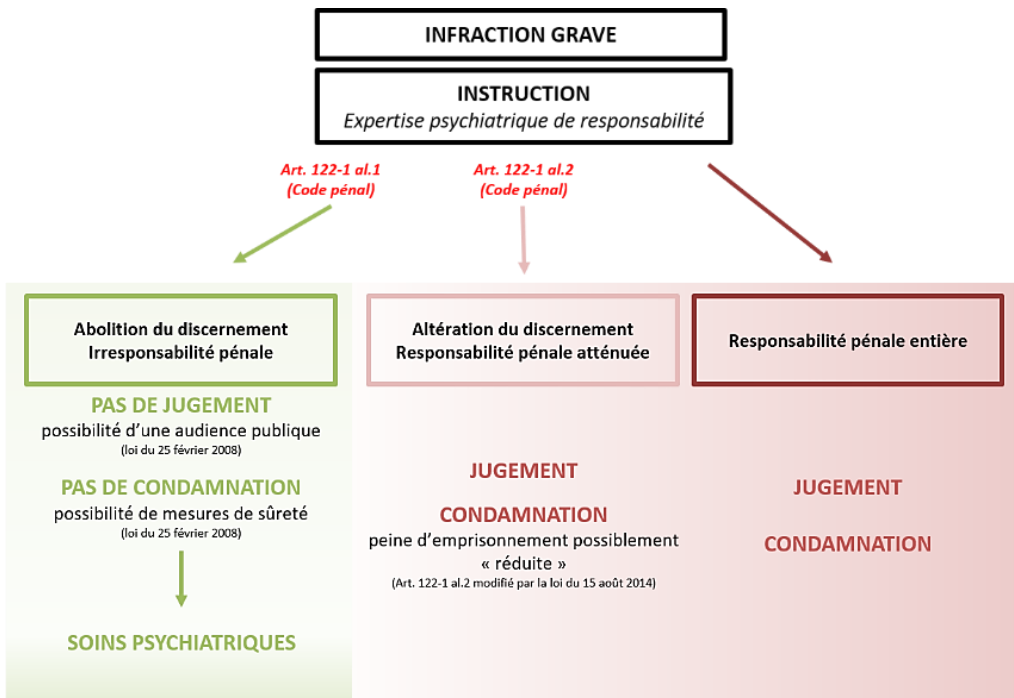 INFRACTION GRAVE
INSTRUCTION
Expertise psychiatrique de responsabilité
Art. 122-1 al.1
(Code pénal)
Art. 122-1 al.2
(Code pénal)
Abolition du discernement
Irresponsabilité pénale
PAS DE JUGEMENT
possibilité d'une audience publique
(loi du 25 février 2008)
PAS DE CONDAMNATION
possibilité de mesures de sûreté
(loi du 25 février 2008)
SOINS PSYCHIATRIQUES
Altération du discernement
Responsabilité pénale atténuée
JUGEMENT
CONDAMNATION
peine d'emprisonnement possiblement
« réduite »
(Art. 122-1 al.2 modifié par la loi du 15 août 2014)
Responsabilité pénale entière
JUGEMENT
CONDAMNATION